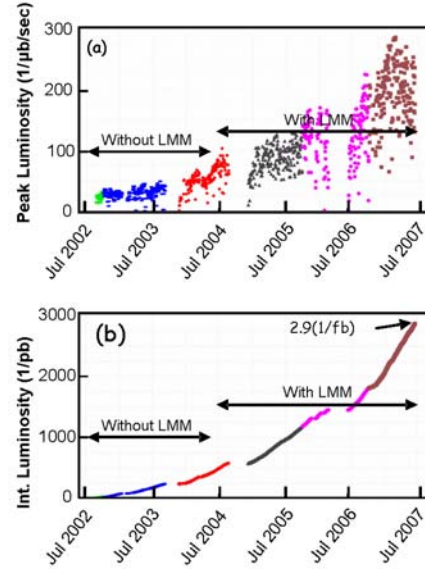 Peak Luminosity (1/μb/sec)
300
200
100
0
(a)
With LMM
Without LMM
Jul 2002
Jul 2003
Jul 2004
Jul 2005
Jul 2006
Jul 2007
Int. Luminosity (1/pb)
3000
2000
1000
0
(b)
2.9(1/fb)
With LMM
Without LMM
Jul 2002
Jul 2003
Jul 2004
Jul 2005
Jul 2006
Jul 2007